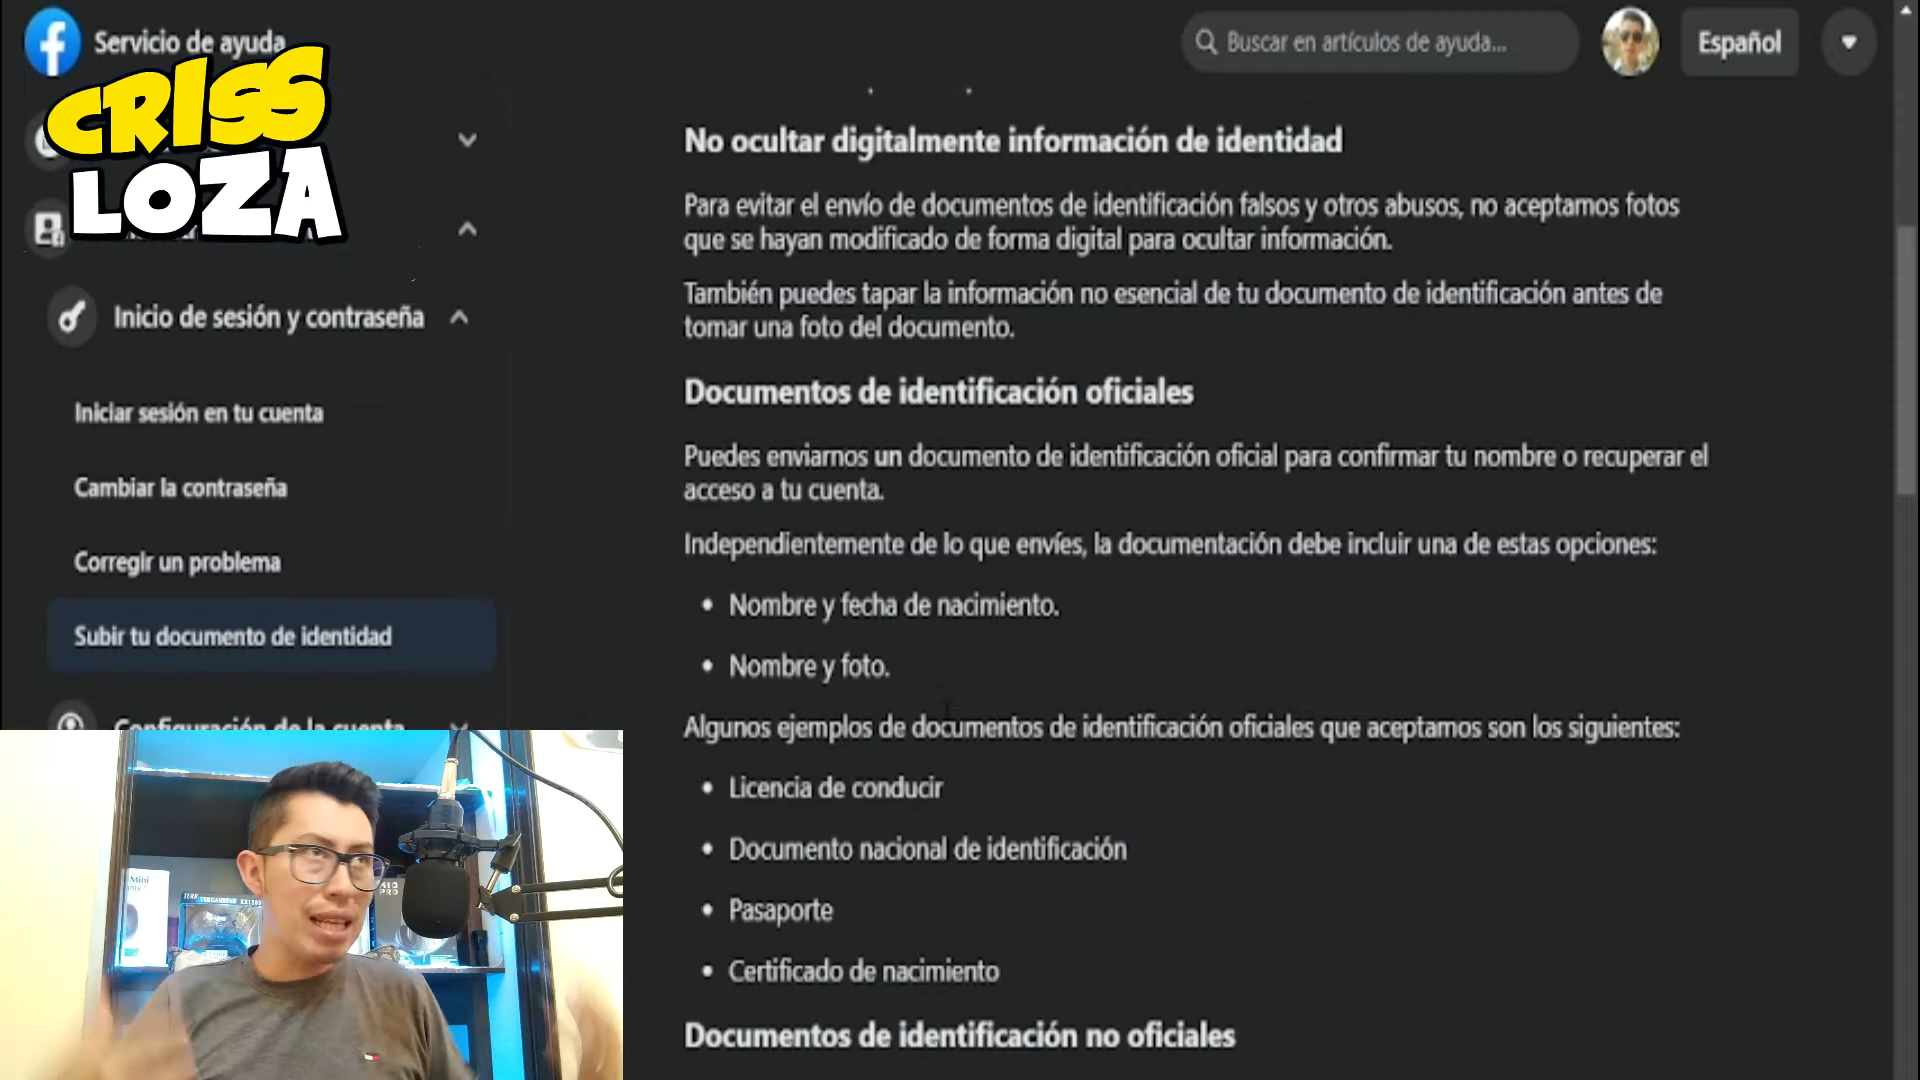 Servicio de ayuda
Buscar en artículos de ayuda...
Español
CRISS
LOZA
Inicio de sesión y contraseña
Iniciar sesión en tu cuenta
Cambiar la contraseña
Corregir un problema
Subir tu documento de identidad
Configuración de la cuenta
No ocultar digitalmente información de identidad
Para evitar el envío de documentos de identificación falsos y otros abusos, no aceptamos fotos
que se hayan modificado de forma digital para ocultar información.
También puedes tapar la información no esencial de tu documento de identificación antes de
tomar una foto del documento.
Documentos de identificación oficiales
Puedes enviarnos un documento de identificación oficial para confirmar tu nombre o recuperar el
acceso a tu cuenta.
Independientemente de lo que envíes, la documentación debe incluir una de estas opciones:
• Nombre y fecha de nacimiento.
• Nombre y foto.
Algunos ejemplos de documentos de identificación oficiales que aceptamos son los siguientes:
• Licencia de conducir
• Documento nacional de identificación
• Pasaporte
• Certificado de nacimiento
Documentos de identificación no oficiales
Mini
PRO